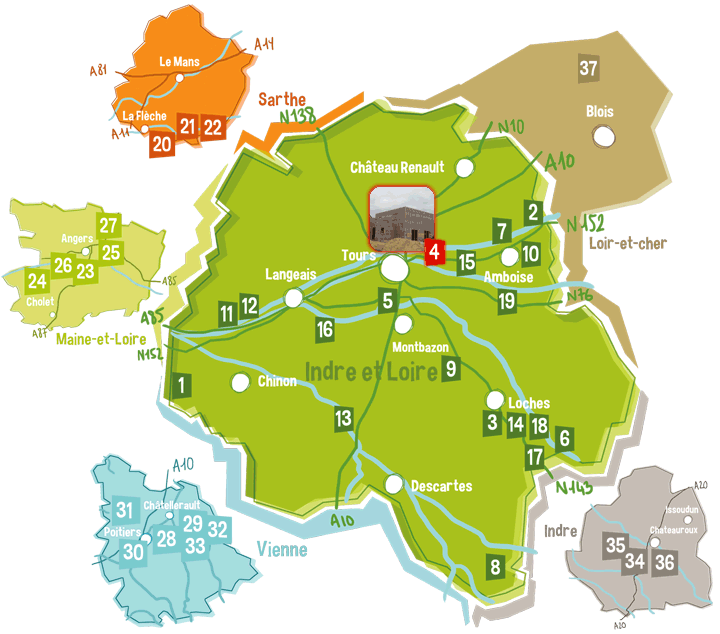 A14
Le Mans
A81
La Flèche
A11
20
21
22
Sarthe
N138
37
Blois
N10
A10
Château Renault
2
7
N152
Loir-et-cher
27
Angers
25
26
23
24
A85
Cholet
A87
Maine-et-Loire
4
Tours
15
10
Amboise
Langeais
19
N76
12
11
5
16
A85
N152
Montbazon
Indre et Loire
9
1
Chinon
Loches
13
3
14
18
6
17
N143
Descartes
A10
8
A10
31
Châtellerault
Poitiers
29
32
28
30
33
Vienne
Indre
A20
Issoudun
Chateauroux
35
34
36
A20